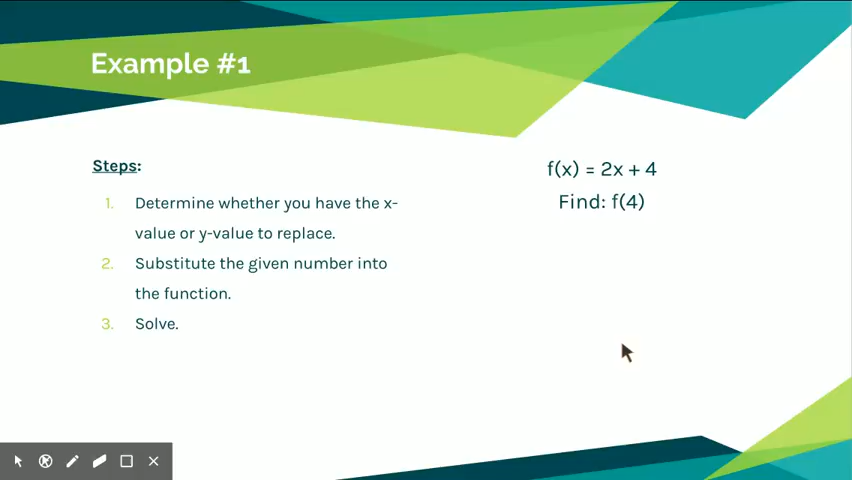 Example #1
Steps:
1. Determine whether you have the x-
value or y-value to replace.
2. Substitute the given number into
the function.
3. Solve.
f(x) = 2x + 4
Find: f(4)